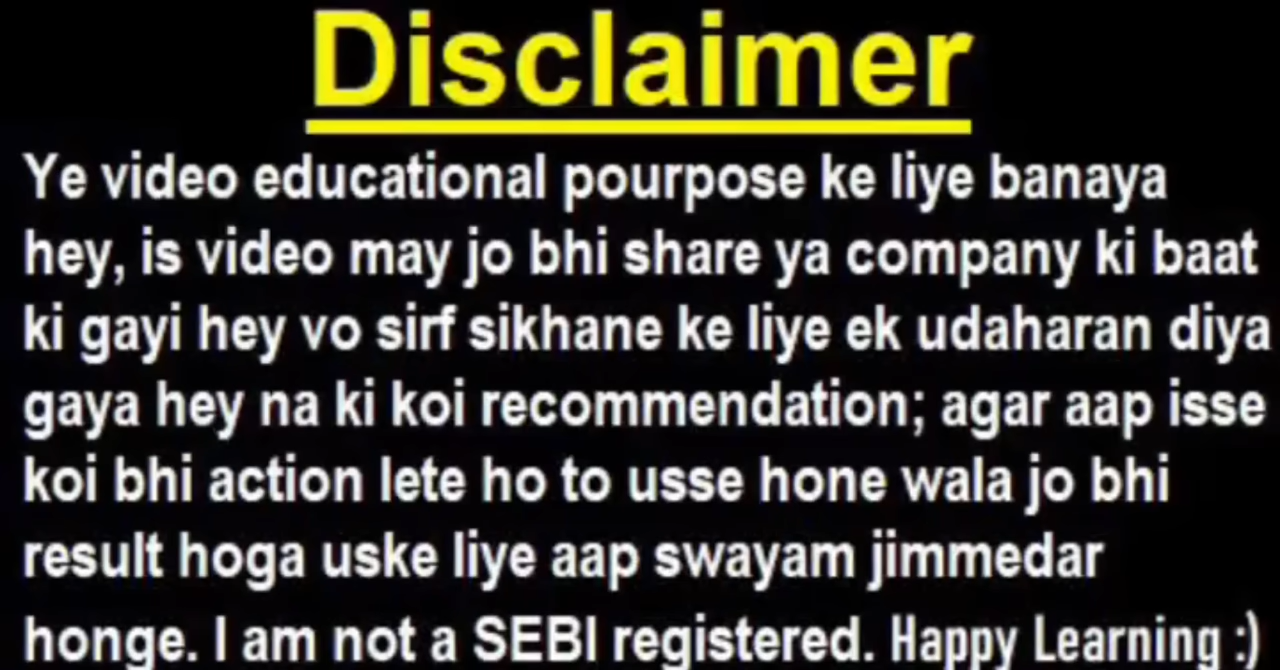 Disclaimer
Ye video educational pourpose ke liye banaya
hey, is video may jo bhi share ya company ki baat
ki gayi hey vo sirf sikhane ke liye ek udaharan diya
gaya hey na ki koi recommendation; agar aap isse
koi bhi action lete ho to usse hone wala jo bhi
result hoga uske liye aap swayam jimmedar
honge. I am not a SEBI registered. Happy Learning :)